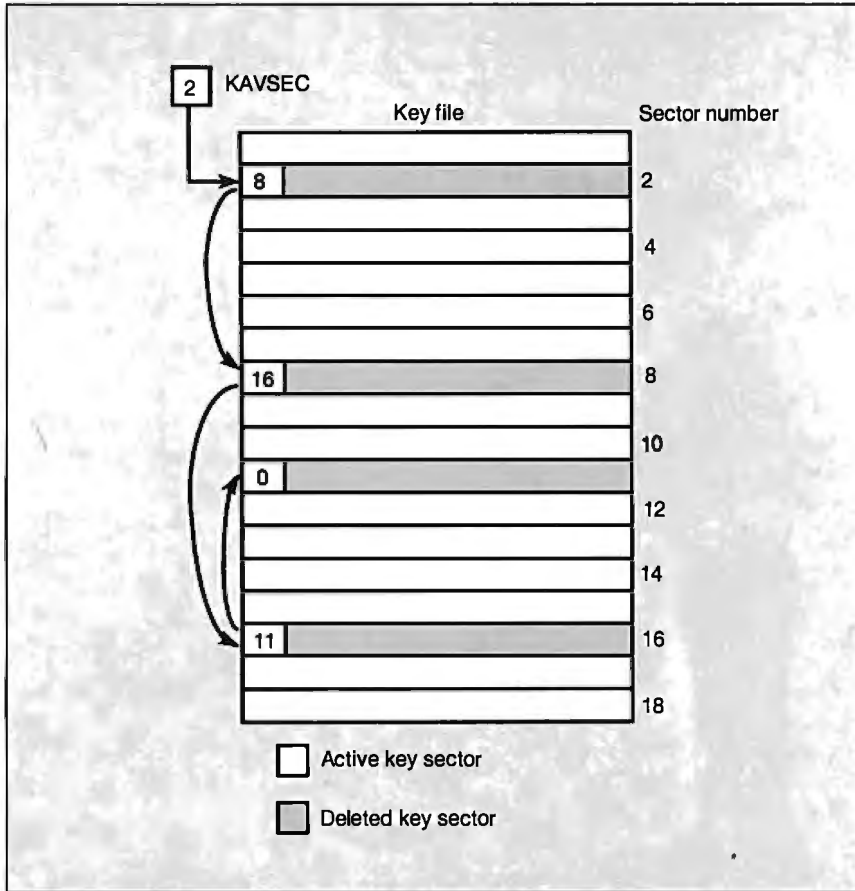 2 KAVSEC
Key file Sector number
8 2
4
6
16 8
10
0
12
14
11 16
18
Active key sector
Deleted key sector